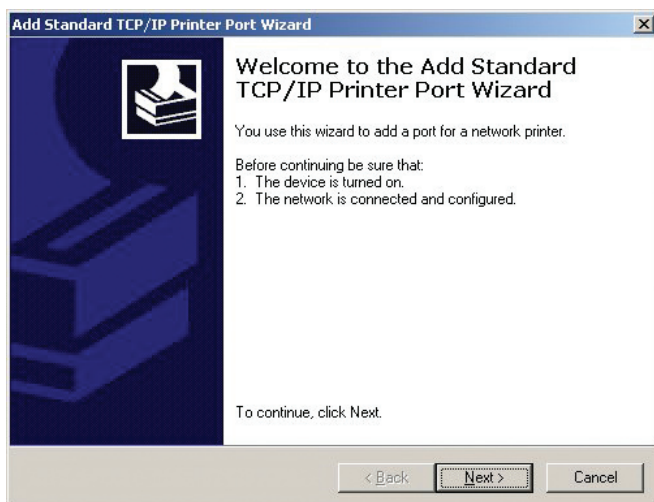 Add Standard TCP/IP Printer Port Wizard
Welcome to the Add Standard
TCP/IP Printer Port Wizard
You use this wizard to add a port for a network printer.
Before continuing be sure that:
1. The device is turned on.
2. The network is connected and configured.
To continue, click Next.
< Back Next > Cancel